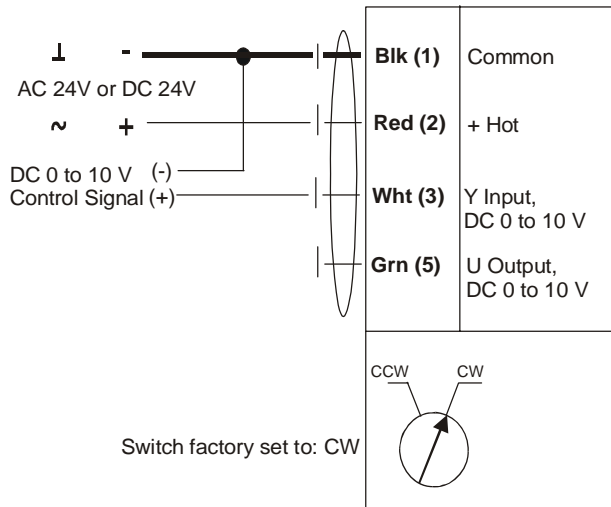 ⊥ - Blk (1) Common
AC 24V or DC 24V
~ + Red (2) + Hot
DC 0 to 10 V (-)
Control Signal (+) Wht (3) Y Input,
DC 0 to 10 V
Grn (5) U Output,
DC 0 to 10 V
CCW CW
Switch factory set to: CW